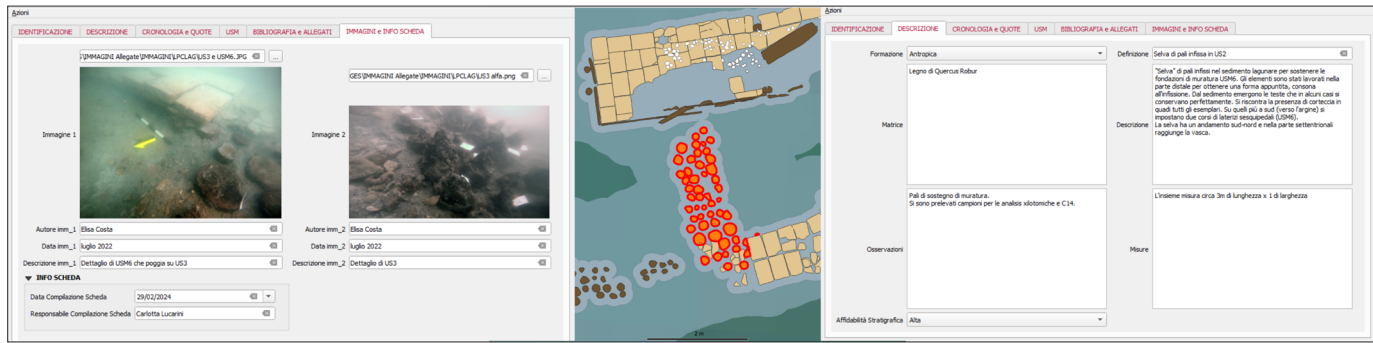 Azioni
IDENTIFICAZIONE DESCRIZIONE CRONOLOGIA e QUOTE USM BIBLIOGRAFIA e ALLEGATI IMMAGINI e INFO SCHEDA
\IMMAGINI Allegate\IMMAGINI\LPCLAG\US3 e USM6.JPG ...
GES\IMMAGINI Allegate\IMMAGINI\LPCLAG\US3 alfa.png ...
Immagine 1
Immagine 2
Autore imm_1 Elisa Costa
Data imm_1 luglio 2022
Descrizione imm_1 Dettaglio di USM6 che poggia su US3
Autore imm_2 Elisa Costa
Data imm_2 luglio 2022
Descrizione imm_2 Dettaglio di US3
INFO SCHEDA
Data Compilazione Scheda 29/02/2024
Responsabile Compilazione Scheda Carlotta Lucarini
2 m
Azioni
IDENTIFICAZIONE DESCRIZIONE CRONOLOGIA e QUOTE USM BIBLIOGRAFIA e ALLEGATI IMMAGINI e INFO SCHEDA
Formazione Antropica
Matrice
Legno di Quercus Robur
Osservazioni
Pali di sostegno di muratura.
Si sono prelevati campioni per le analisis xilotomiche e C14.
Affidabilità Stratigrafica Alta
Definizione Selva di pali infissa in US2
Descrizione
"Selva" di pali infissi nel sedimento lagunare per sostenere le
fondazioni di muratura USM6. Gli elementi sono stati lavorati nella
parte distale per ottenere una forma appuntita, consona
all'infissione. Dal sedimento emergono le teste che in alcuni casi si
conservano perfettamente. Si riscontra la presenza di corteccia in
quadi tutti gli esemplari. Su quelli più a sud (verso l'argine) si
impostano due corsi di laterizi sesquipedali (USM6).
La selva ha un andamento sud-nord e nella parte settentrionali
raggiunge la vasca.
Misure
L'insieme misura circa 3m di lunghezza x 1 di larghezza